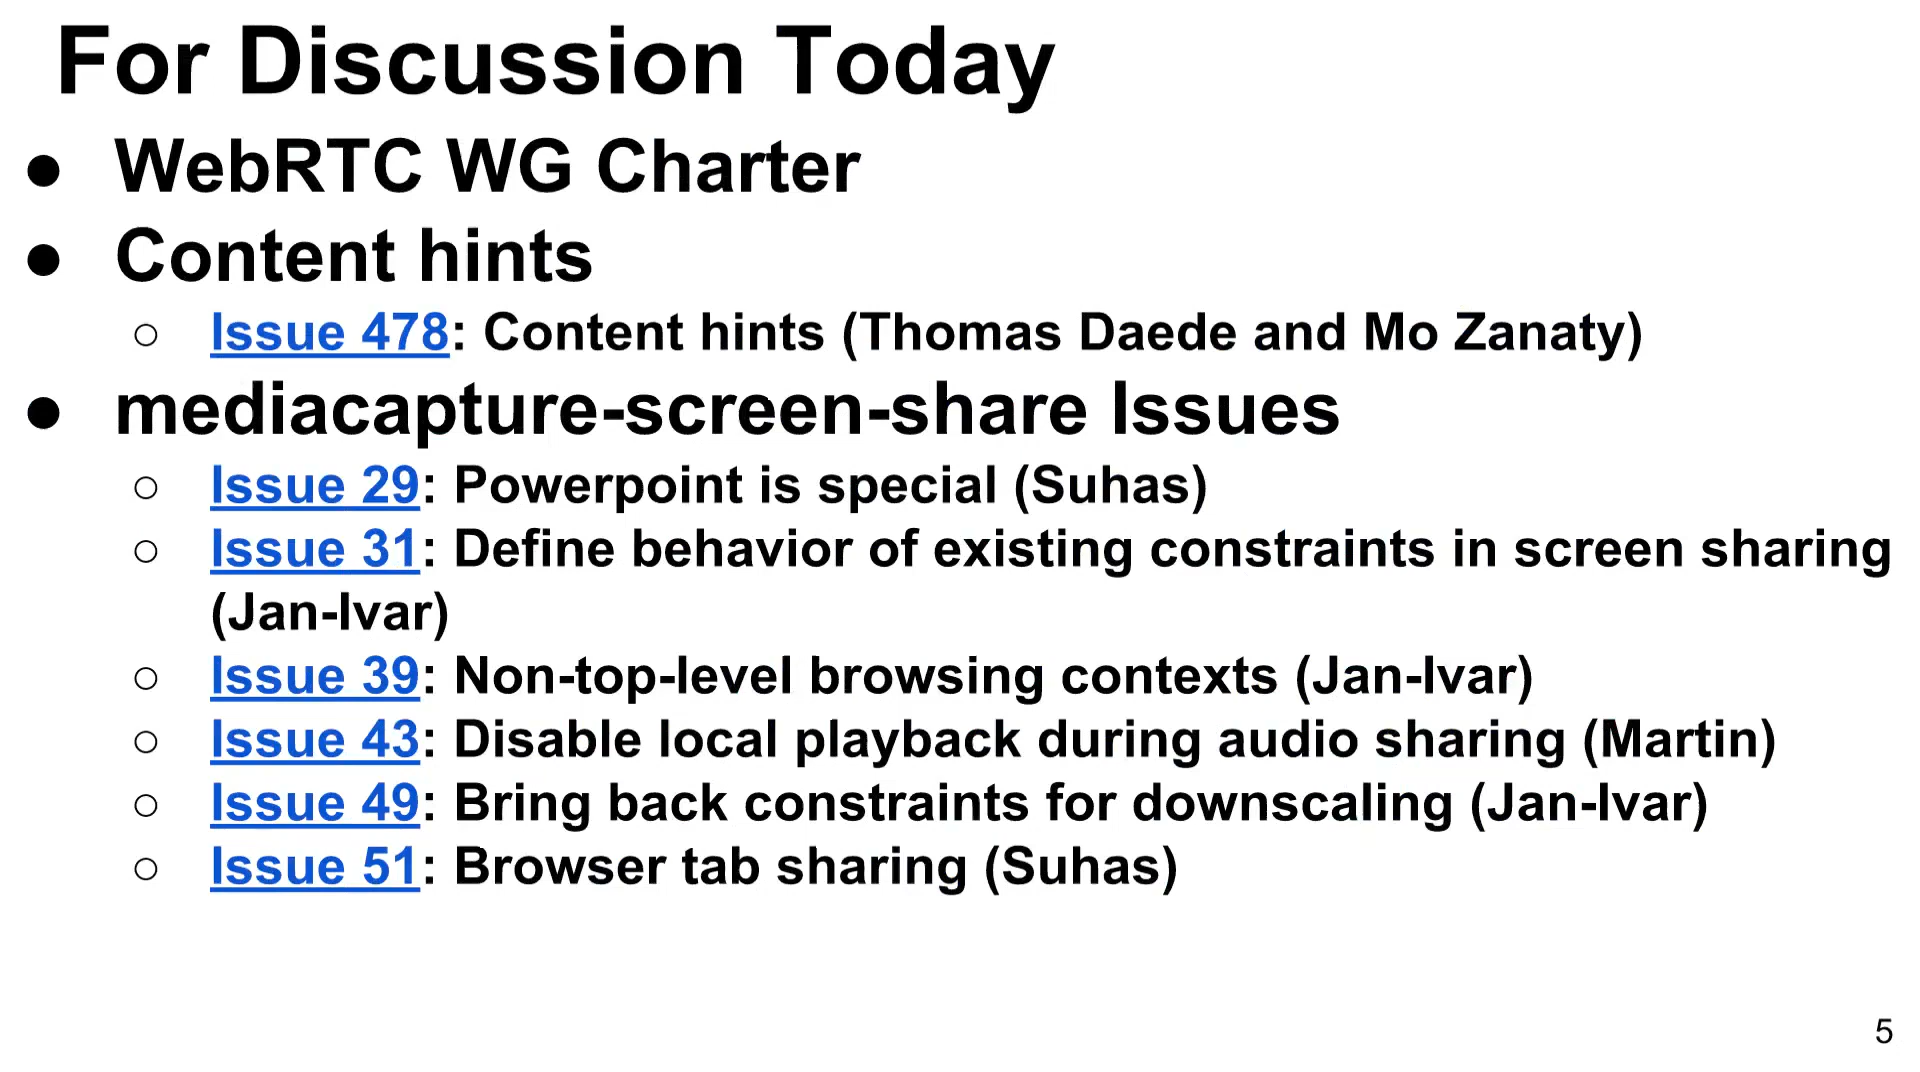 For Discussion Today
● WebRTC WG Charter
● Content hints
○ Issue 478: Content hints (Thomas Daede and Mo Zanaty)
● mediacapture-screen-share Issues
○ Issue 29: Powerpoint is special (Suhas)
○ Issue 31: Define behavior of existing constraints in screen sharing
(Jan-Ivar)
○ Issue 39: Non-top-level browsing contexts (Jan-Ivar)
○ Issue 43: Disable local playback during audio sharing (Martin)
○ Issue 49: Bring back constraints for downscaling (Jan-Ivar)
○ Issue 51: Browser tab sharing (Suhas)
5